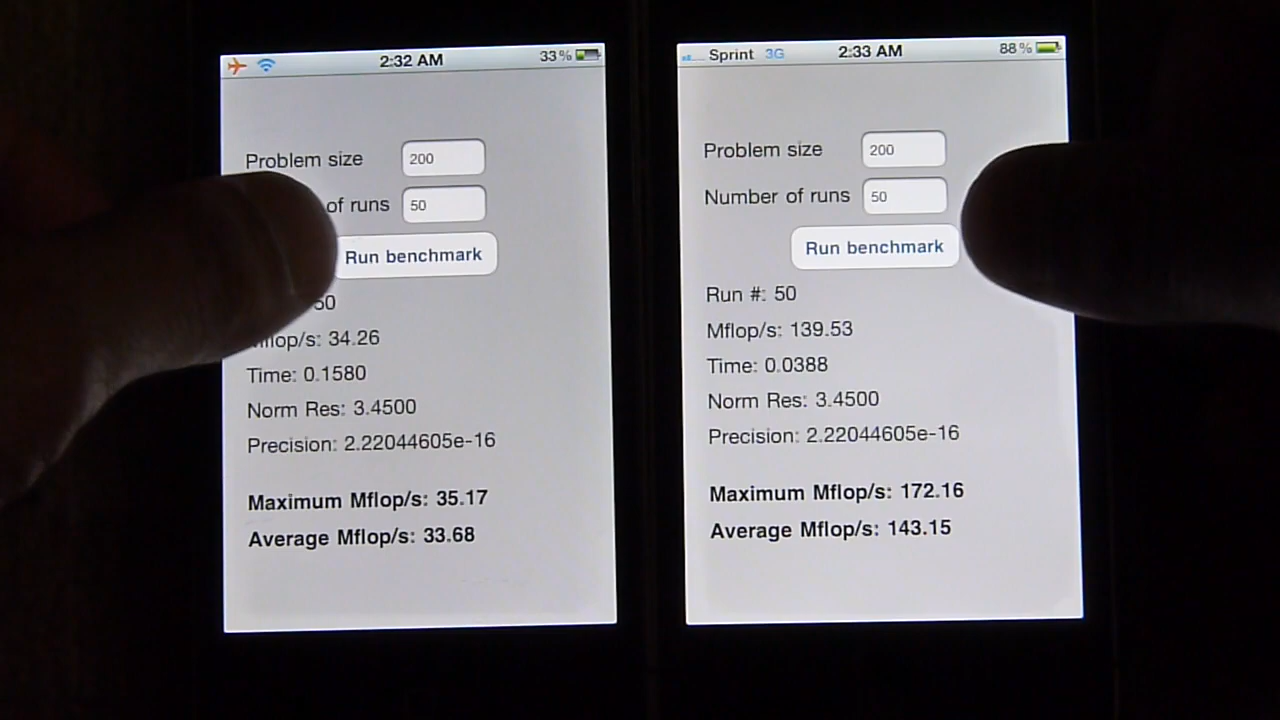 2:32 AM 33%
Problem size 200
of runs 50
Run benchmark
50
Mflop/s: 34.26
Time: 0.1580
Norm Res: 3.4500
Precision: 2.22044605e-16
Maximum Mflop/s: 35.17
Average Mflop/s: 33.68
Sprint 3G 2:33 AM 88%
Problem size 200
Number of runs 50
Run benchmark
Run #: 50
Mflop/s: 139.53
Time: 0.0388
Norm Res: 3.4500
Precision: 2.22044605e-16
Maximum Mflop/s: 172.16
Average Mflop/s: 143.15